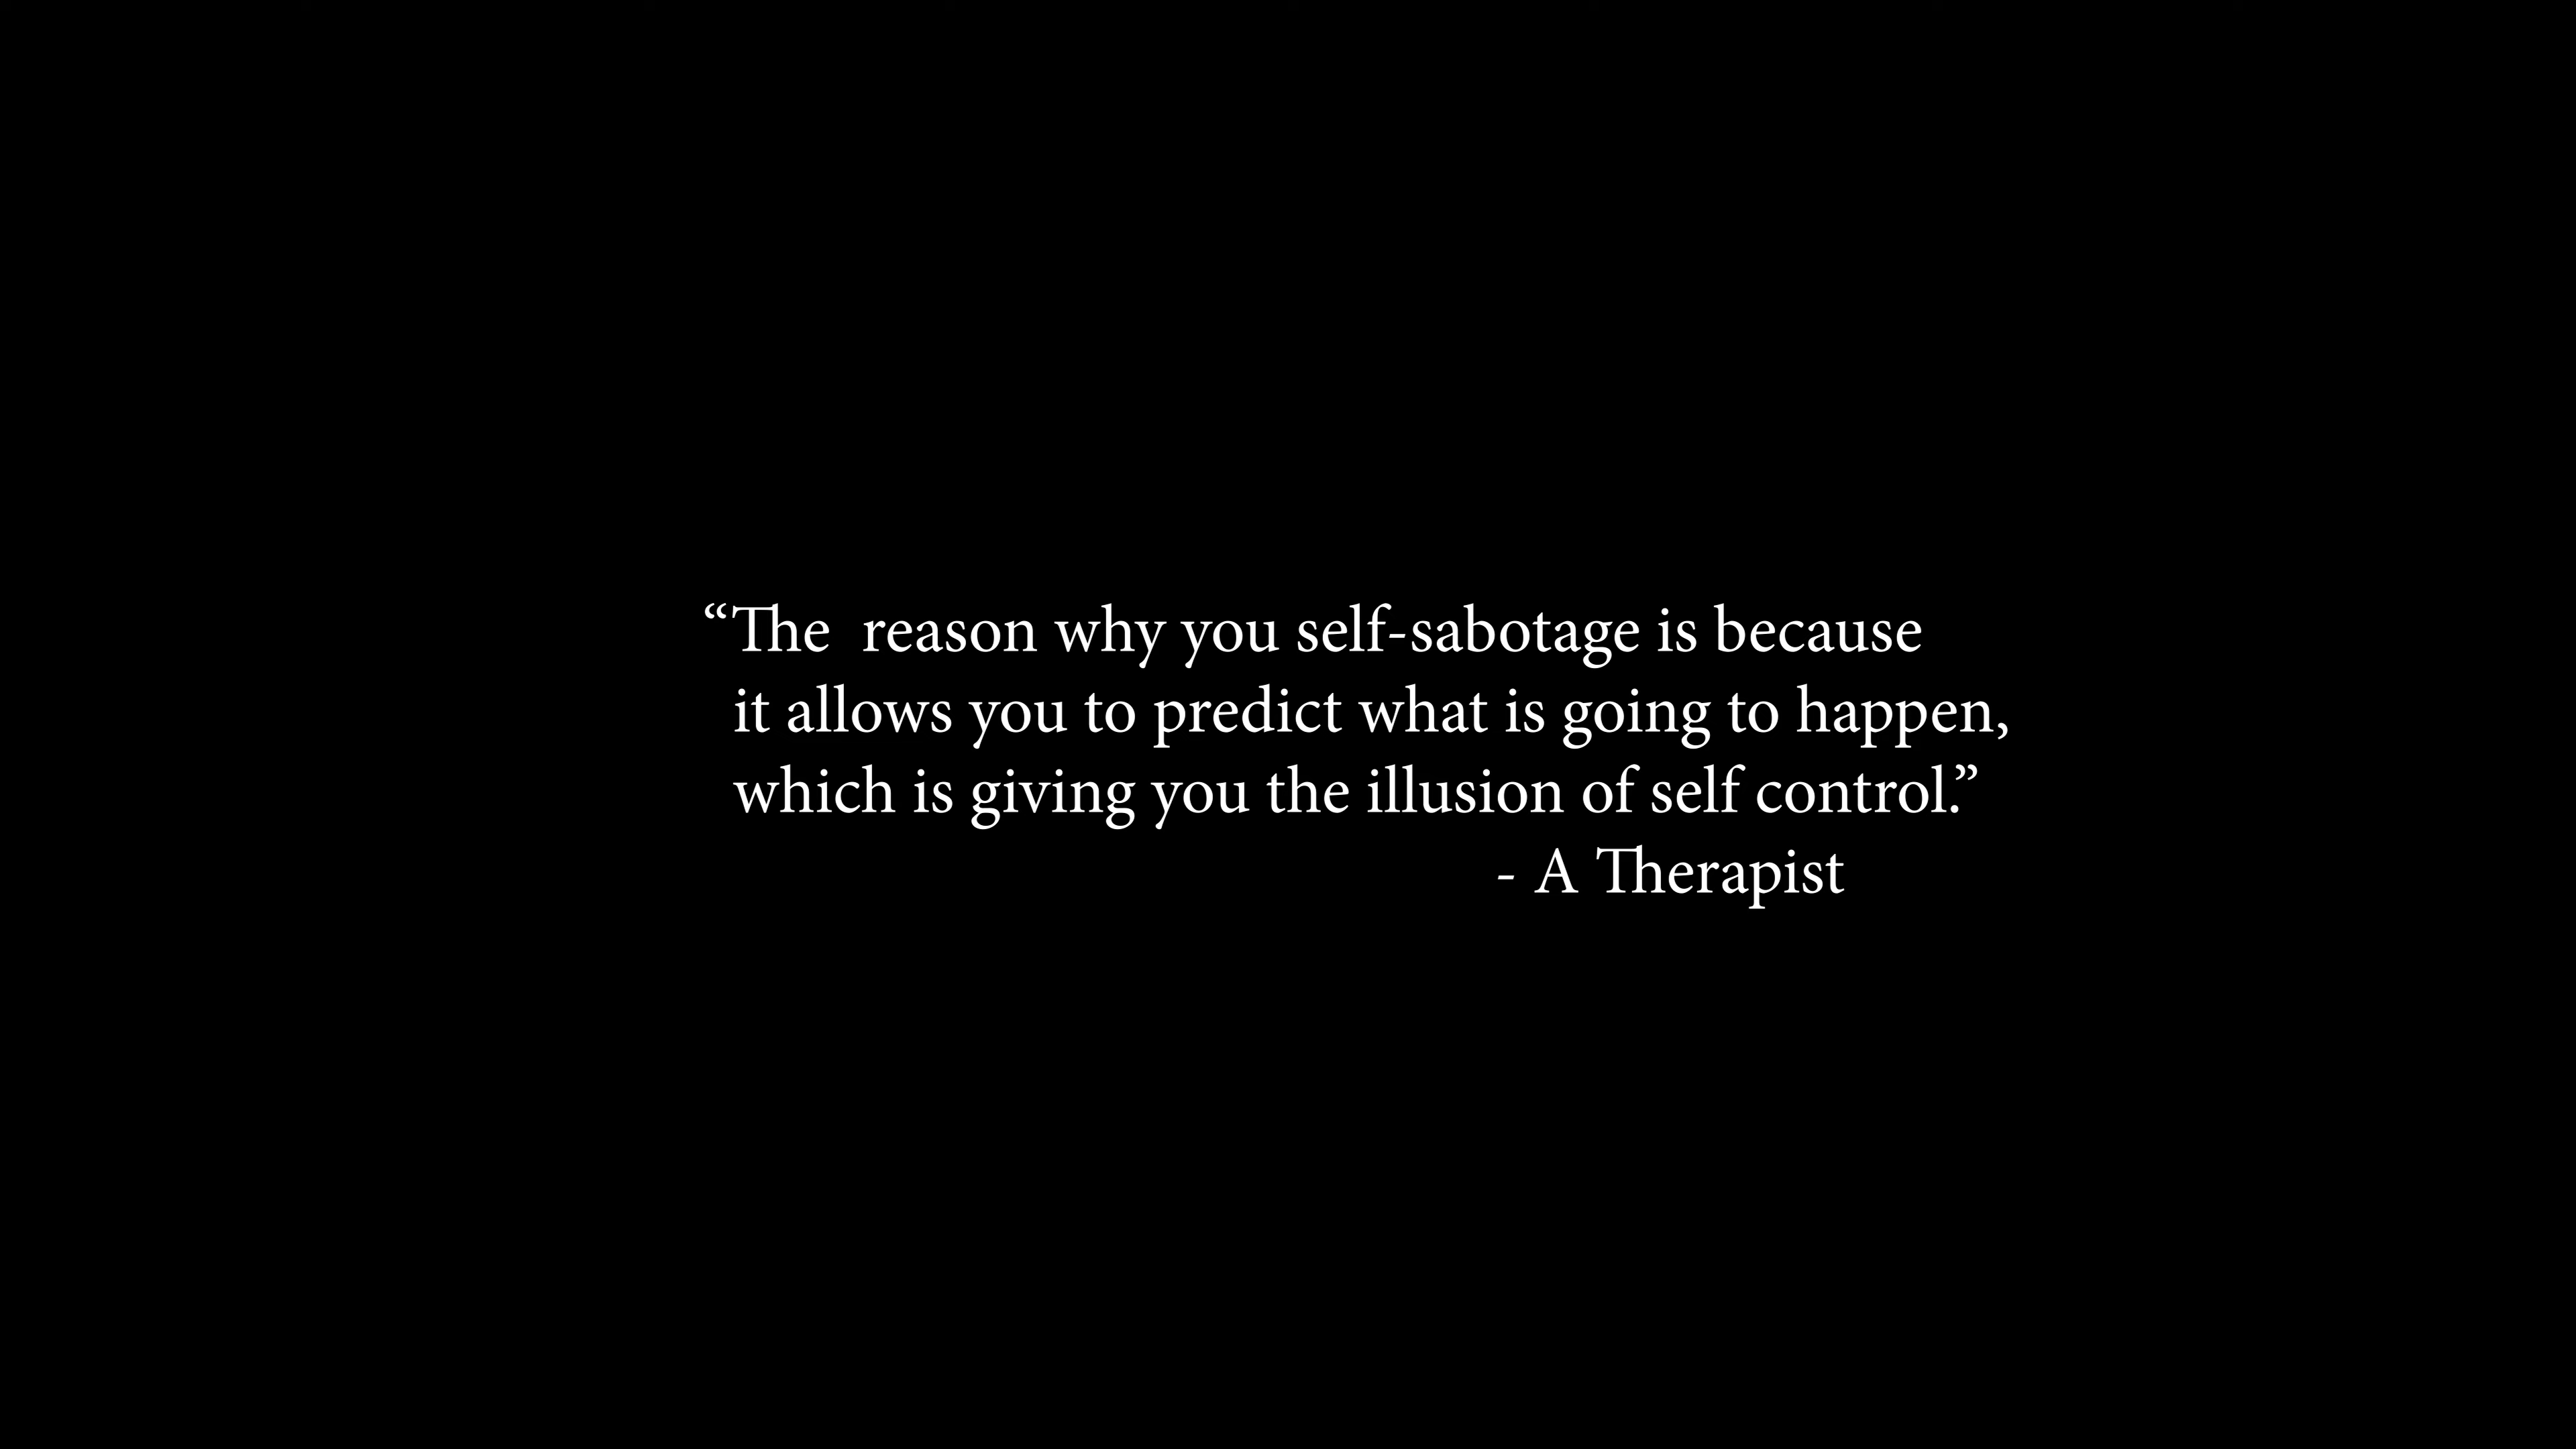 “The  reason why you self-sabotage is because
it allows you to predict what is going to happen,
which is giving you the illusion of self control.”
- A Therapist